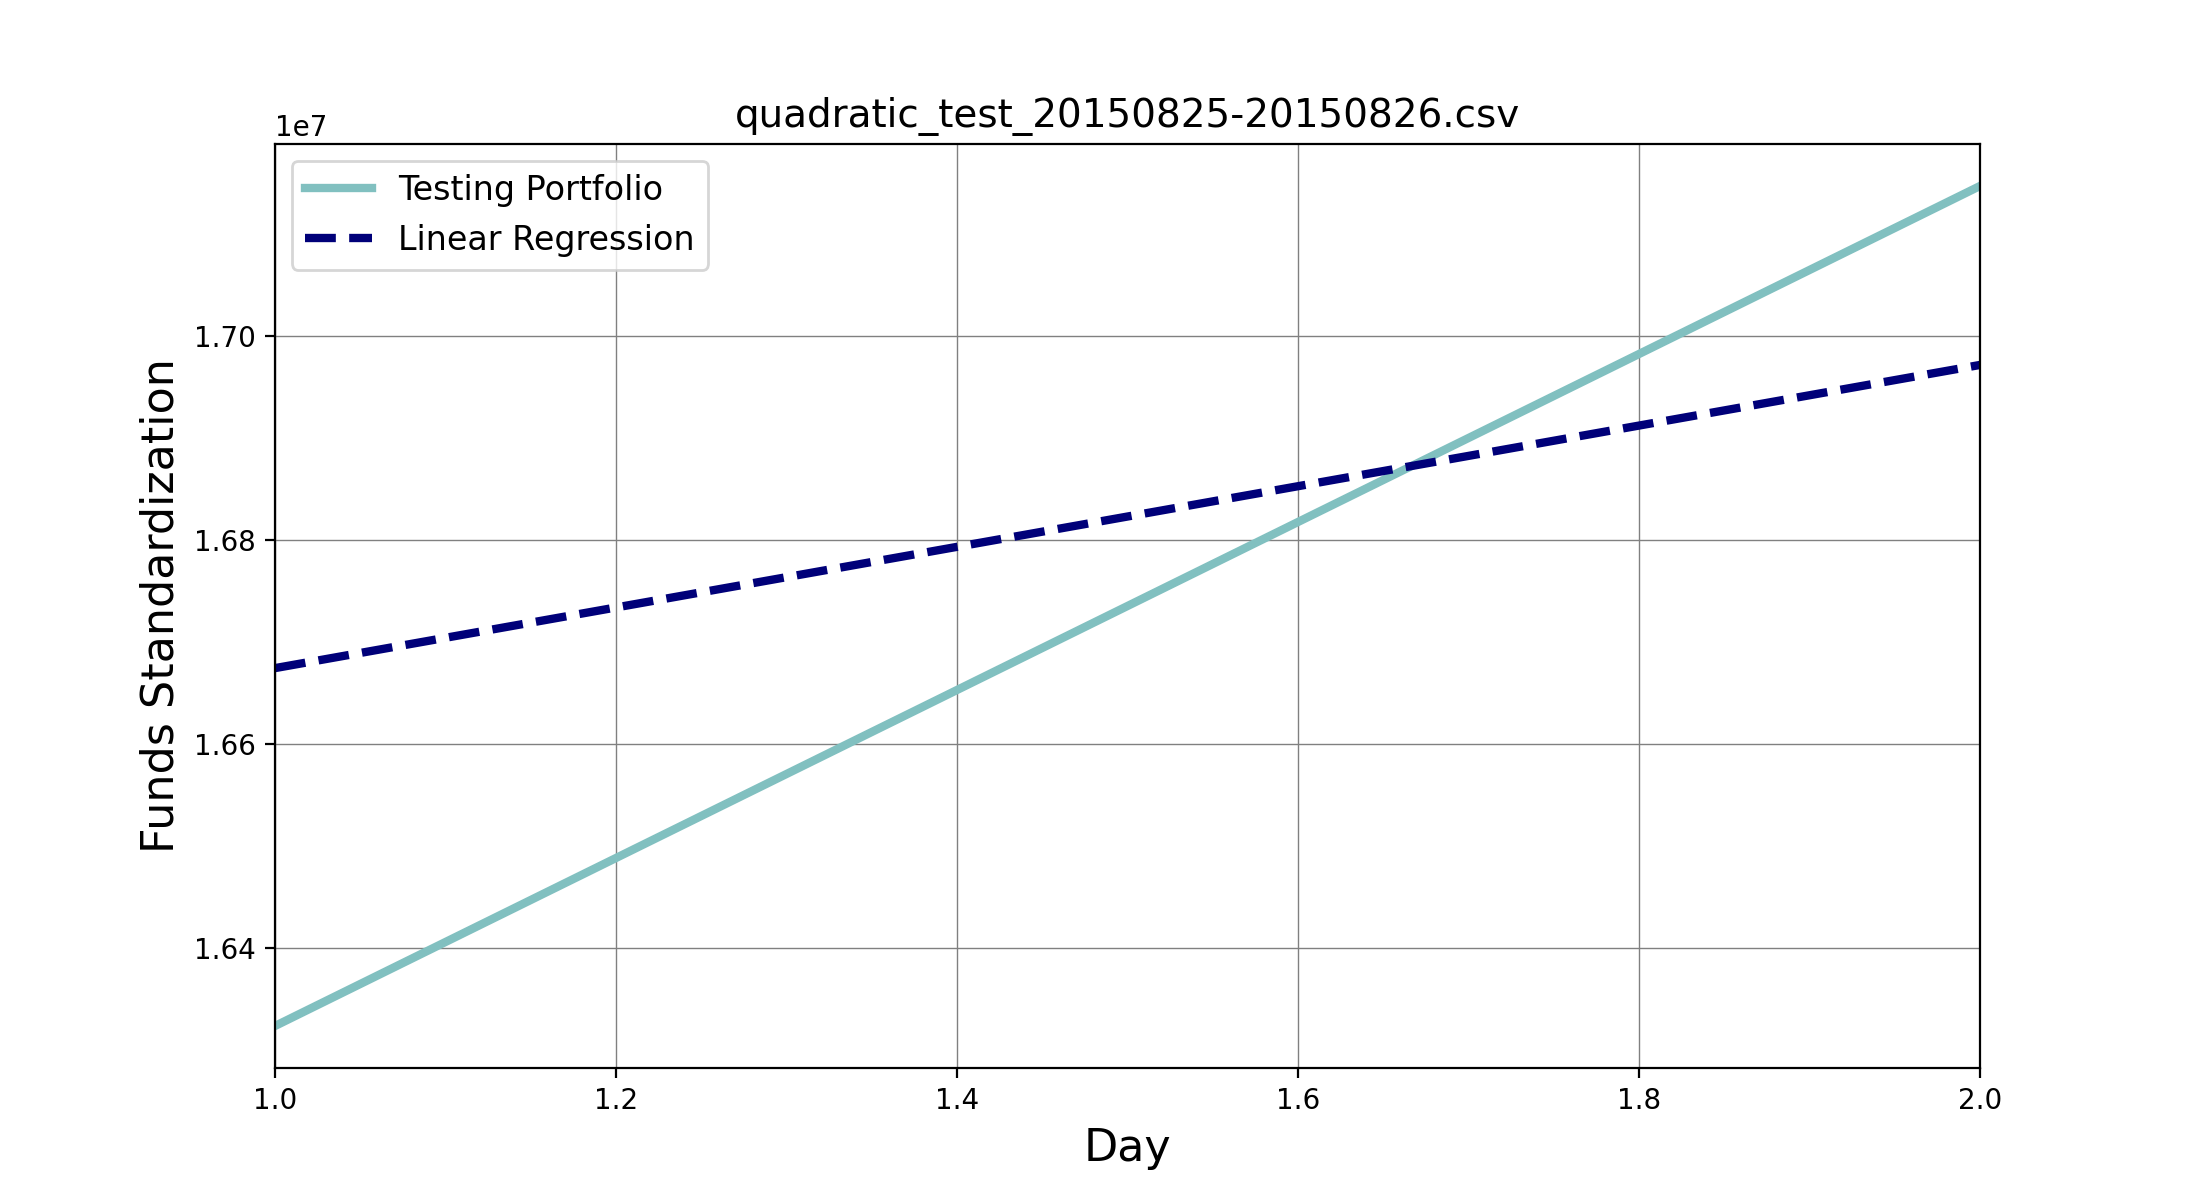 quadratic_test_20150825-20150826.csv
1e7
Testing Portfolio
Linear Regression
Funds Standardization
1.70
1.68
1.66
1.64
1.0 1.2 1.4 1.6 1.8 2.0
Day